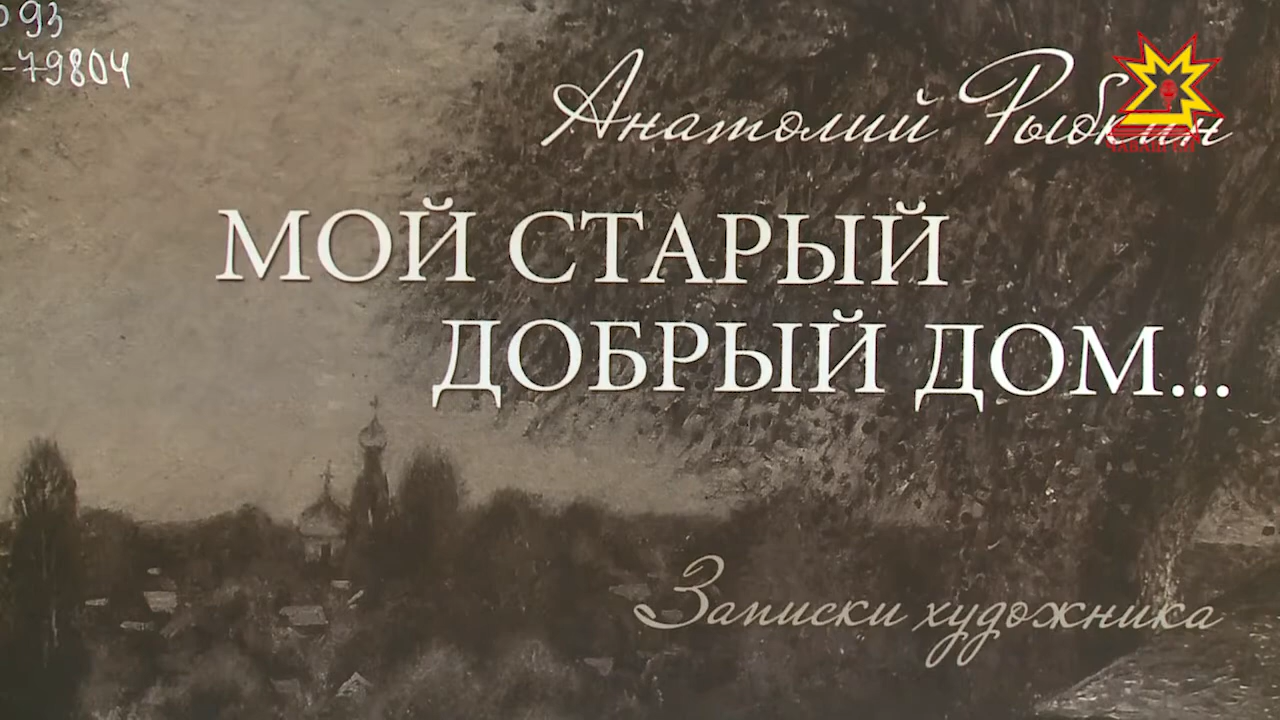 93
-79804
Анатолий Рыбкин
МОЙ СТАРЫЙ
ДОБРЫЙ ДОМ...
Записки художника